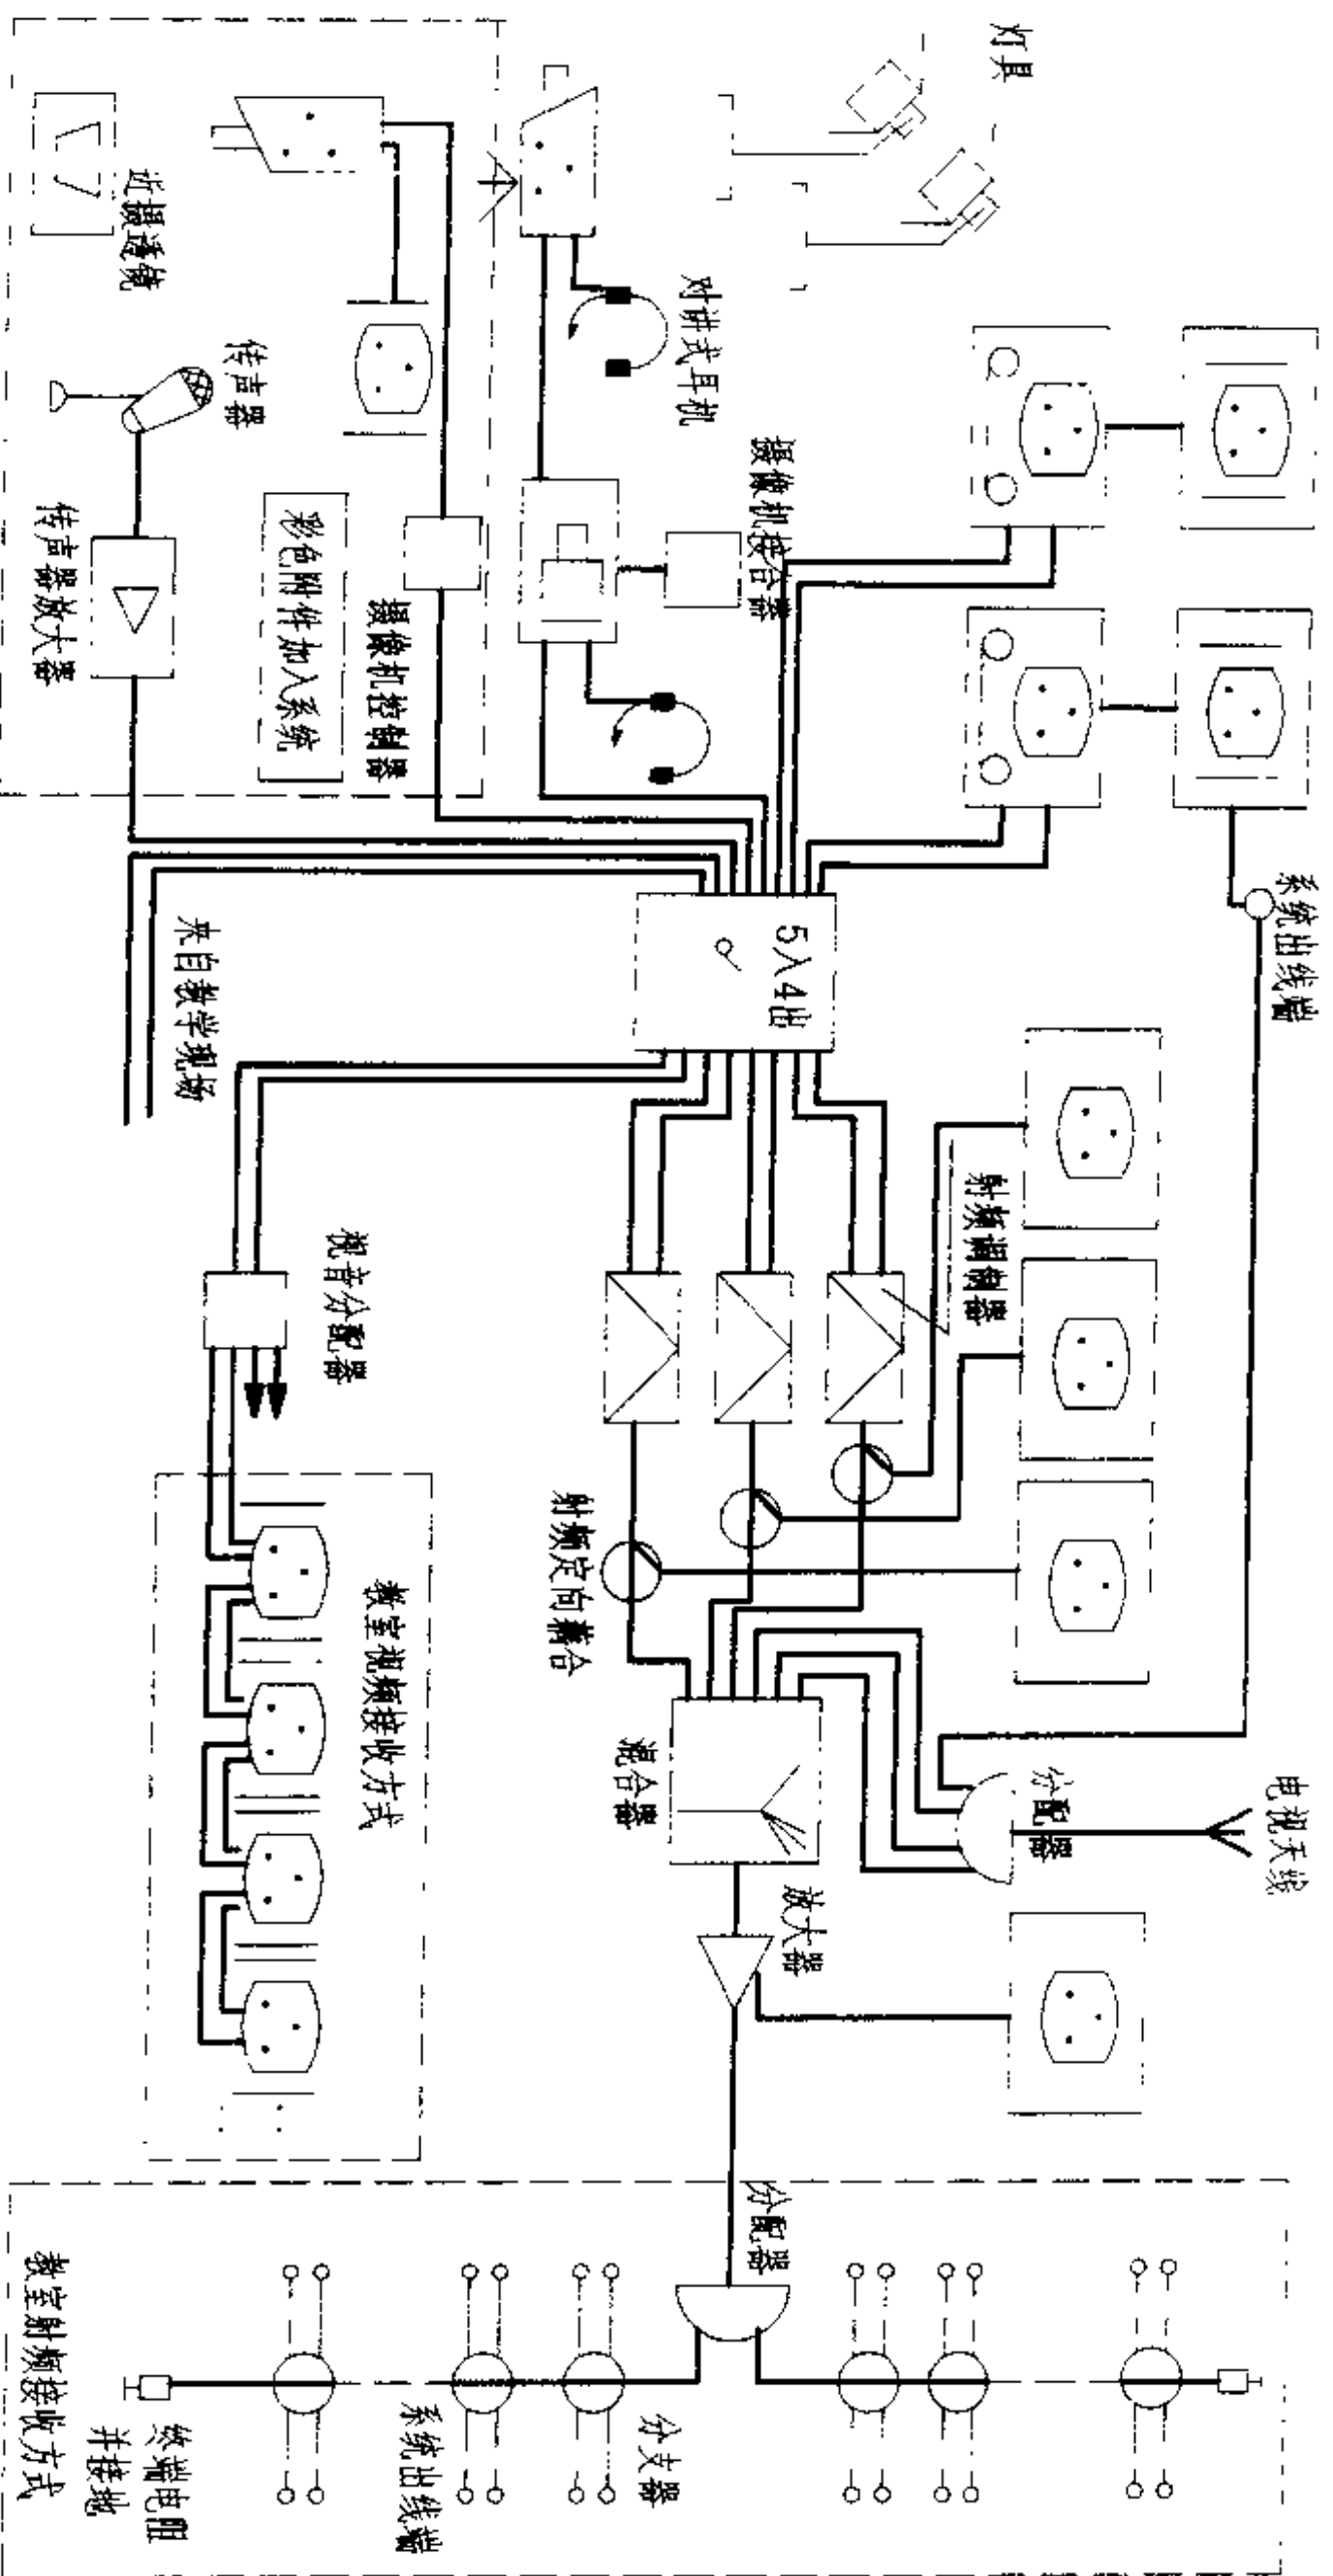 灯具
近摄透镜
传声器
对讲式耳机
传声器放大器
彩色附件加入系统
摄像机控制器
摄像机接合器
系统出线端
来自教学现场
5入4出
射频调制器
视音分配器
射频定向耦合
教室视频接收方式
混合器
分配器
电视天线
放大器
分配器
教室射频接收方式
终端电阻
并接地
系统出线端
分支器